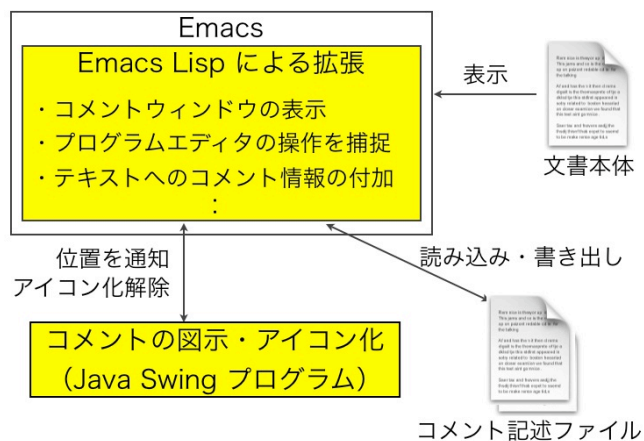 Emacs
Emacs Lisp による拡張
・コメントウィンドウの表示
・プログラムエディタの操作を捕捉
・テキストへのコメント情報の付加
:
表示
文書本体
位置を通知
アイコン化解除
読み込み・書き出し
コメントの図示・アイコン化
（Java Swing プログラム）
コメント記述ファイル